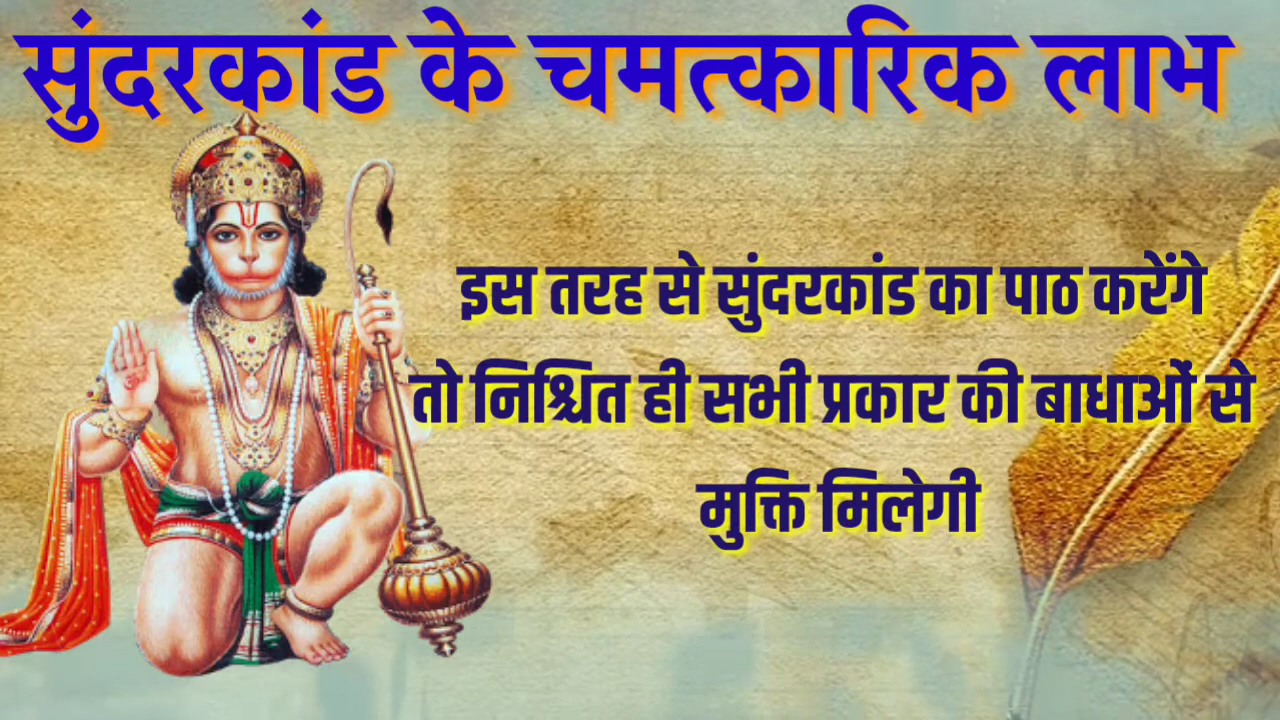 सुंदरकांड के चमत्कारिक लाभ
इस तरह से सुंदरकांड का पाठ करेंगे
तो निश्चित ही सभी प्रकार की बाधाओं से
मुक्ति मिलेगी